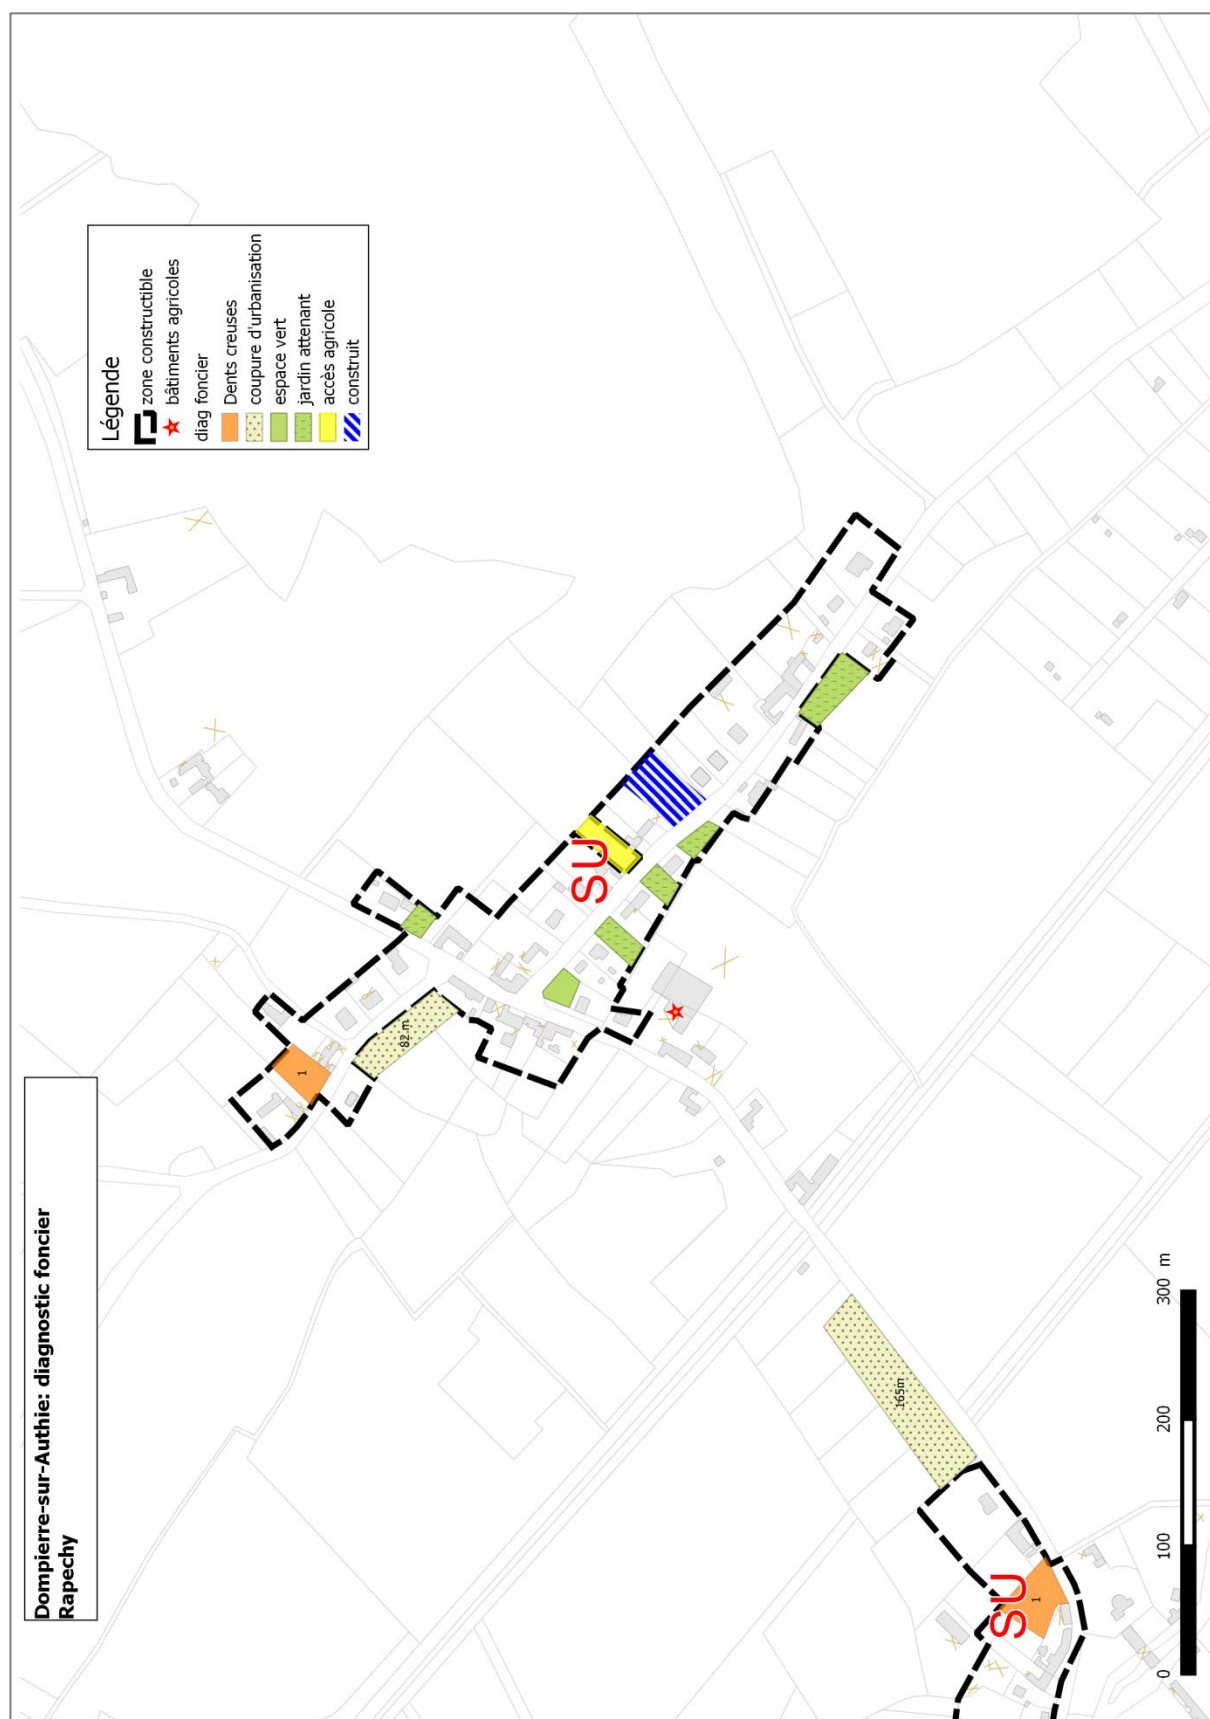 Dompierre-sur-Authie: diagnostic foncier
Rapechy
Légende
zone constructible
bâtiments agricoles
diag foncier
Dents creuses
coupure d'urbanisation
espace vert
jardin attenant
accès agricole
construit
1
82.m
SU
165m
SU
1
0 100 200 300 m